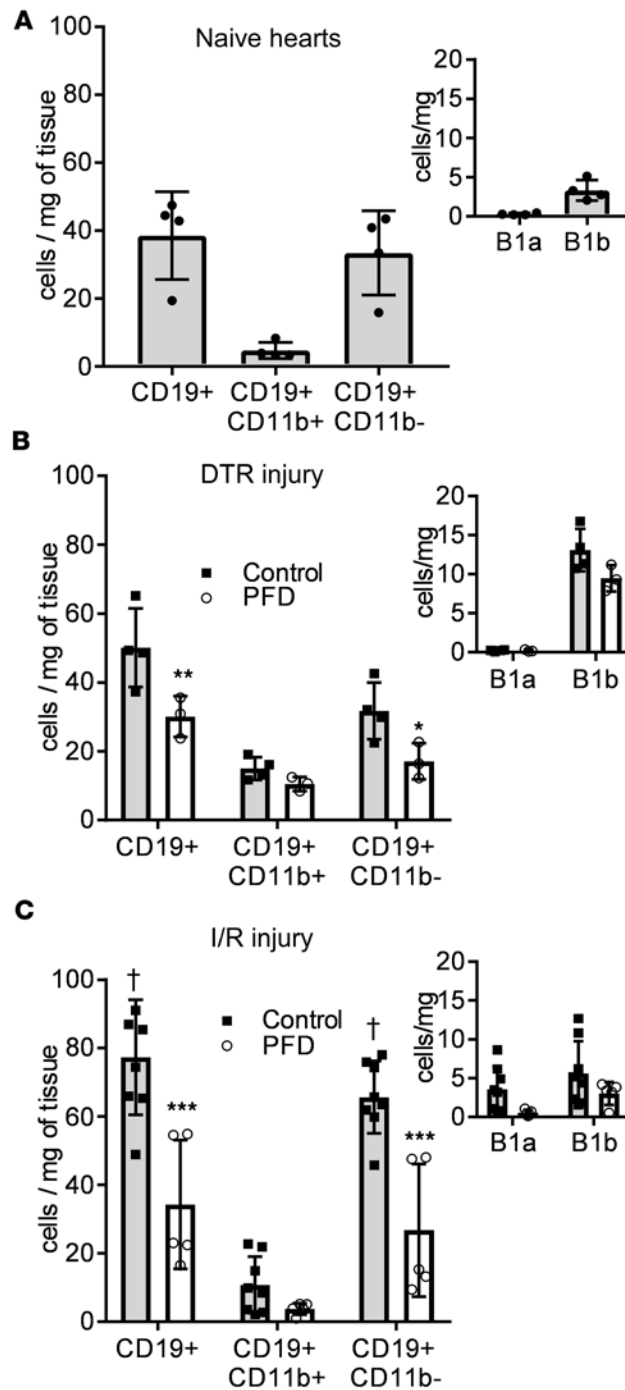 A
Naive hearts
cells / mg of tissue
100
80
60
40
20
0
CD19+
CD19+
CD11b+
CD19+
CD11b-
cells/mg
20
15
10
5
0
B1a
B1b
B
DTR injury
cells / mg of tissue
100
80
60
40
20
0
Control
PFD
**
*
CD19+
CD19+
CD11b+
CD19+
CD11b-
cells/mg
20
15
10
5
0
B1a
B1b
C
I/R injury
cells / mg of tissue
100
80
60
40
20
0
Control
PFD
†
***
†
***
CD19+
CD19+
CD11b+
CD19+
CD11b-
cells/mg
20
15
10
5
0
B1a
B1b